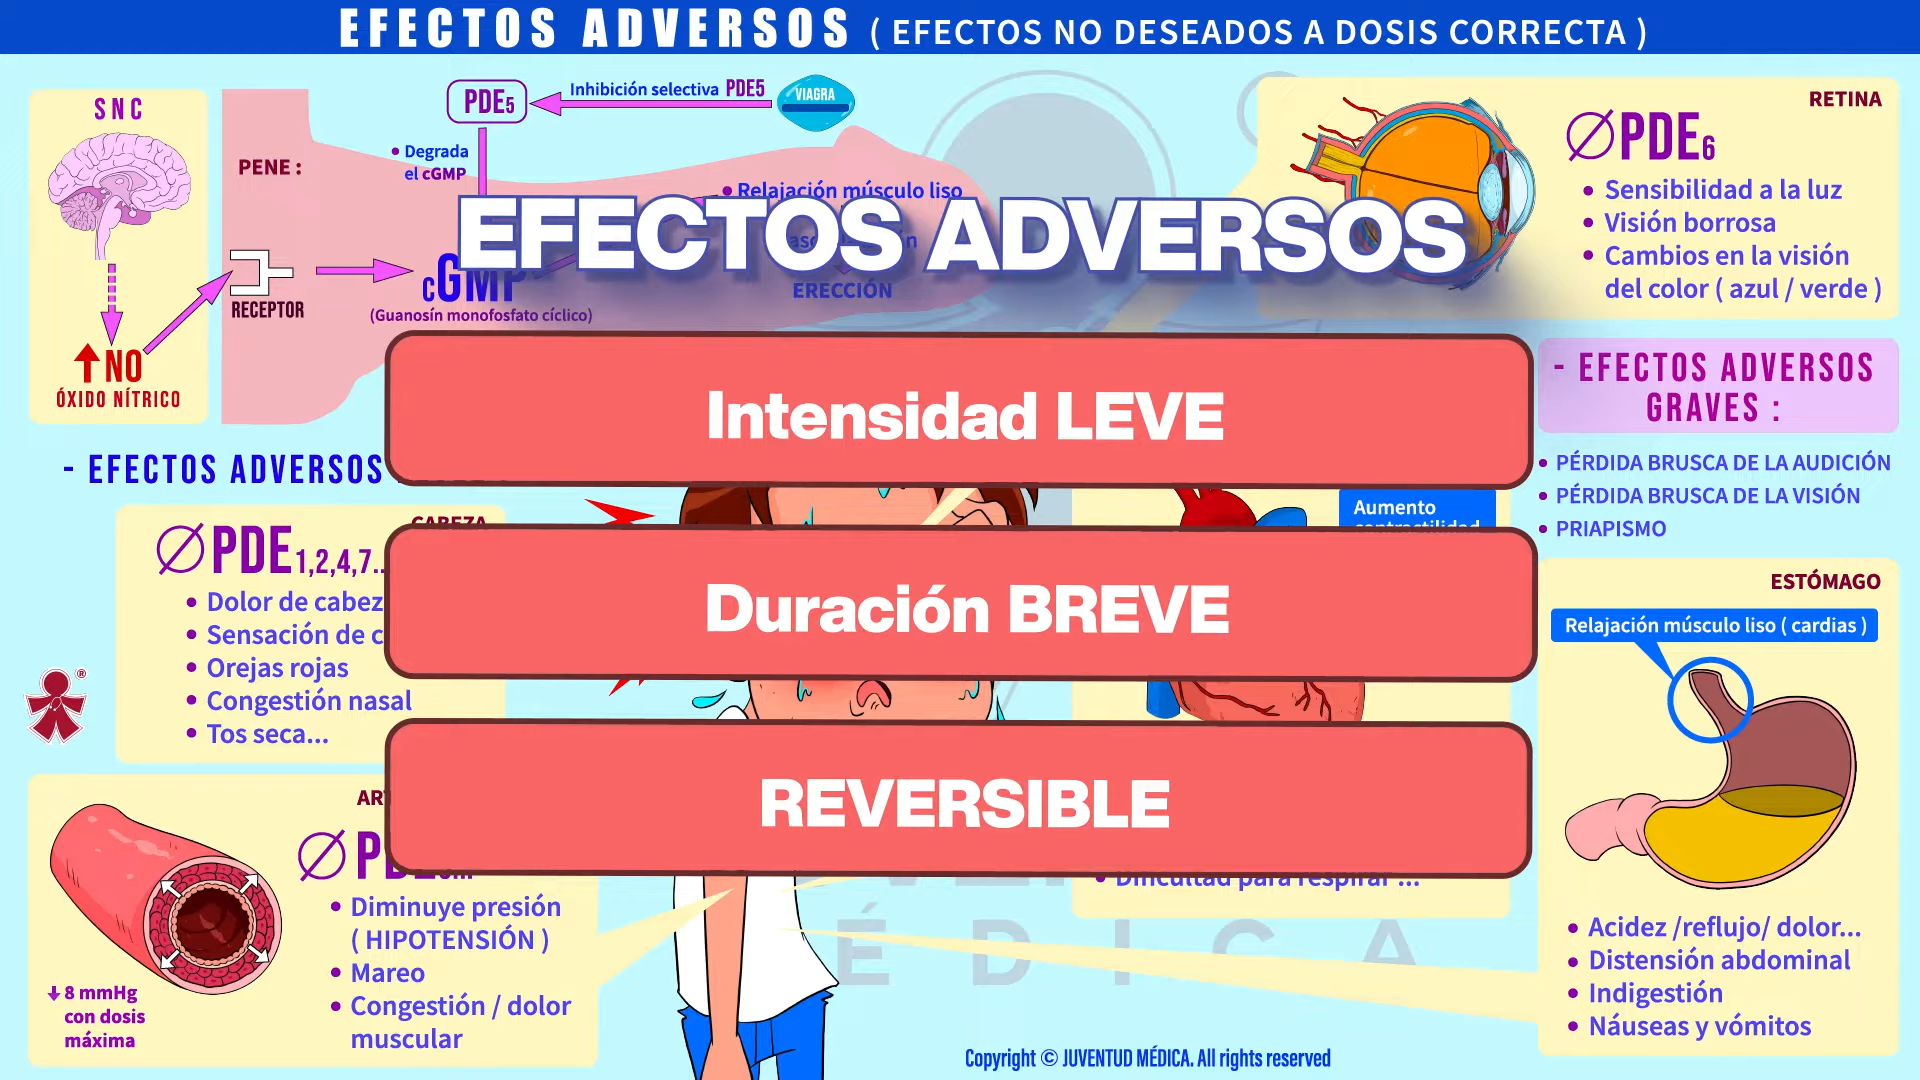 EFECTOS ADVERSOS ( EFECTOS NO DESEADOS A DOSIS CORRECTA )
SNC
NO
ÓXIDO NÍTRICO
PENE :
RECEPTOR
PDE5
Inhibición selectiva PDE5
VIAGRA
• Degrada
el cGMP
• Relajación músculo liso
cGMP
(Guanosín monofosfato cíclico)
ERECCIÓN
RETINA
∅PDE6
• Sensibilidad a la luz
• Visión borrosa
• Cambios en la visión
del color ( azul / verde )
EFECTOS ADVERSOS
Intensidad LEVE
Duración BREVE
REVERSIBLE
- EFECTOS ADVERSOS
GRAVES :
• PÉRDIDA BRUSCA DE LA AUDICIÓN
• PÉRDIDA BRUSCA DE LA VISIÓN
• PRIAPISMO
- EFECTOS ADVERSOS
CABEZA
∅PDE1,2,4,7..
• Dolor de cabez
• Sensación de c
• Orejas rojas
• Congestión nasal
• Tos seca...
®
Aumento
contractilidad
• Dificultad para respirar ...
• Diminuye presión
( HIPOTENSIÓN )
• Mareo
• Congestión / dolor
muscular
8 mmHg
con dosis
máxima
ESTÓMAGO
Relajación músculo liso ( cardias )
• Acidez /reflujo/ dolor...
• Distensión abdominal
• Indigestión
• Náuseas y vómitos
ÉDICA
Copyright © JUVENTUD MÉDICA. All rights reserved